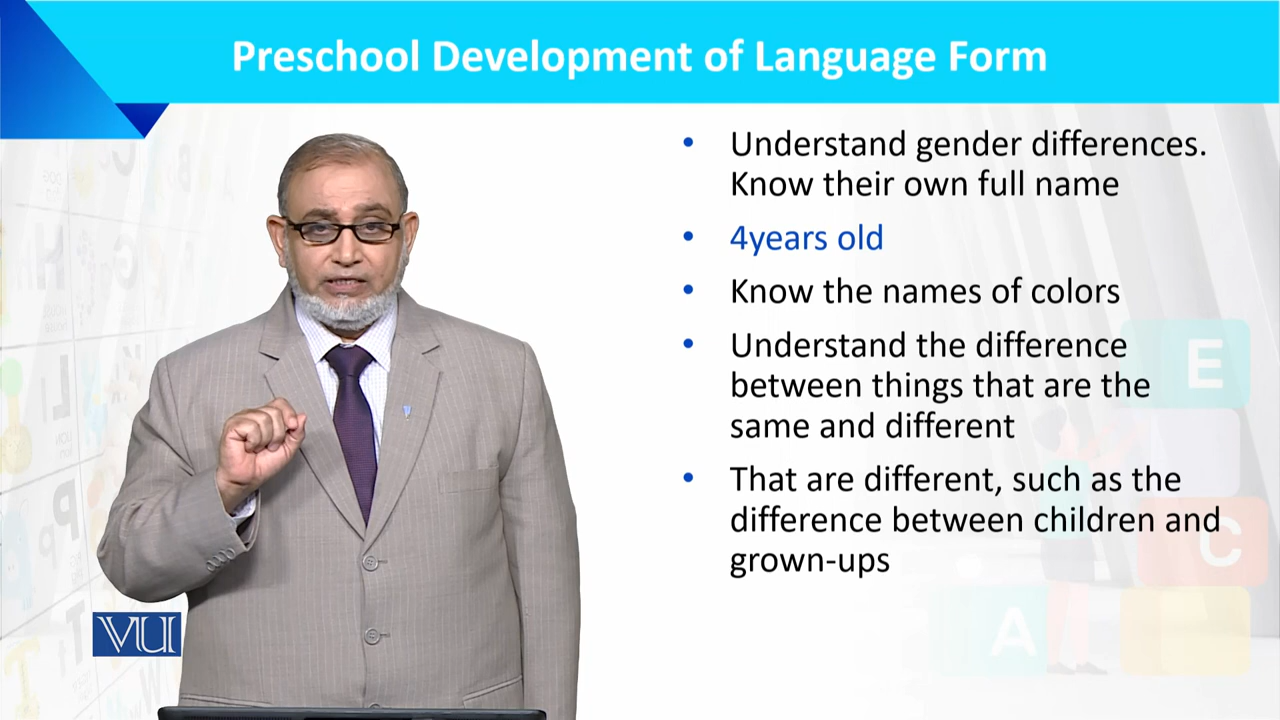 Preschool Development of Language Form
• Understand gender differences.
Know their own full name
• 4years old
• Know the names of colors
• Understand the difference
between things that are the
same and different
• That are different, such as the
difference between children and
grown-ups
E
C
A
VU